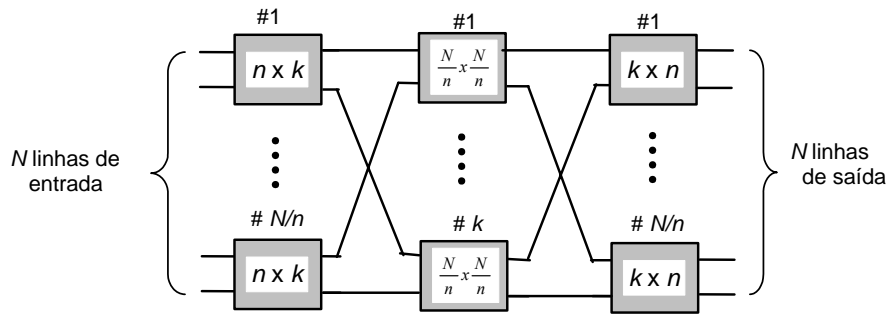 #1 #1 #1
n x k
N/n x N/n
k x n
N linhas de
entrada
N linhas
de saída
# N/n # k # N/n
n x k
N/n x N/n
k x n